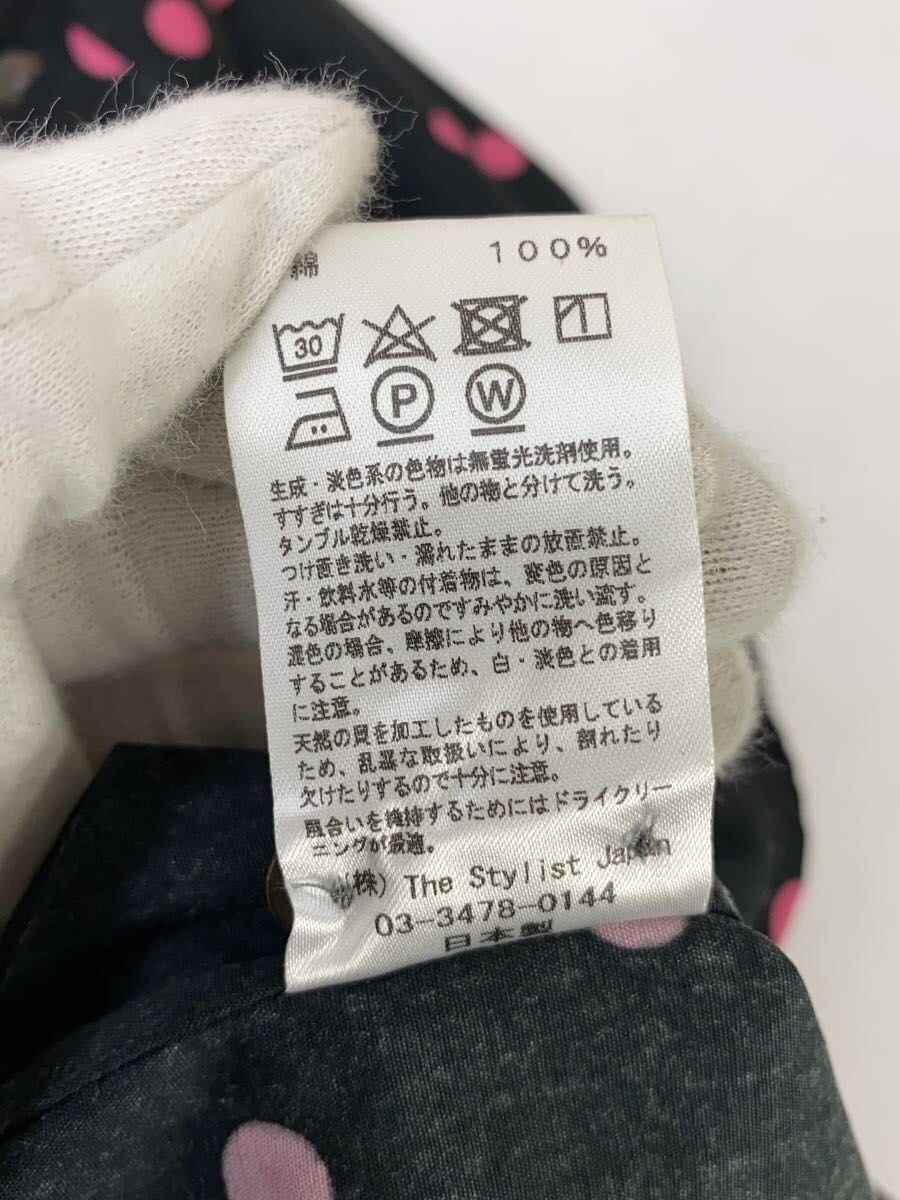 綿 100%
30
P W
生成・淡色系の色物は無蛍光洗剤使用。
すすぎは十分行う。他の物と分けて洗う。
タンブル乾燥禁止。
つけ置き洗い・濡れたままの放置禁止。
汗・飲料水等の付着物は、変色の原因と
なる場合があるのですみやかに洗い流す。
混色の場合、摩擦により他の物へ色移り
することがあるため、白・淡色との着用
に注意。
天然の貝を加工したものを使用している
ため、乱暴な取扱いにより、割れたり
欠けたりするので十分に注意。
風合いを維持するためにはドライクリー
ニングが最適。
(株) The Stylist Japan
03-3478-0144
日本製